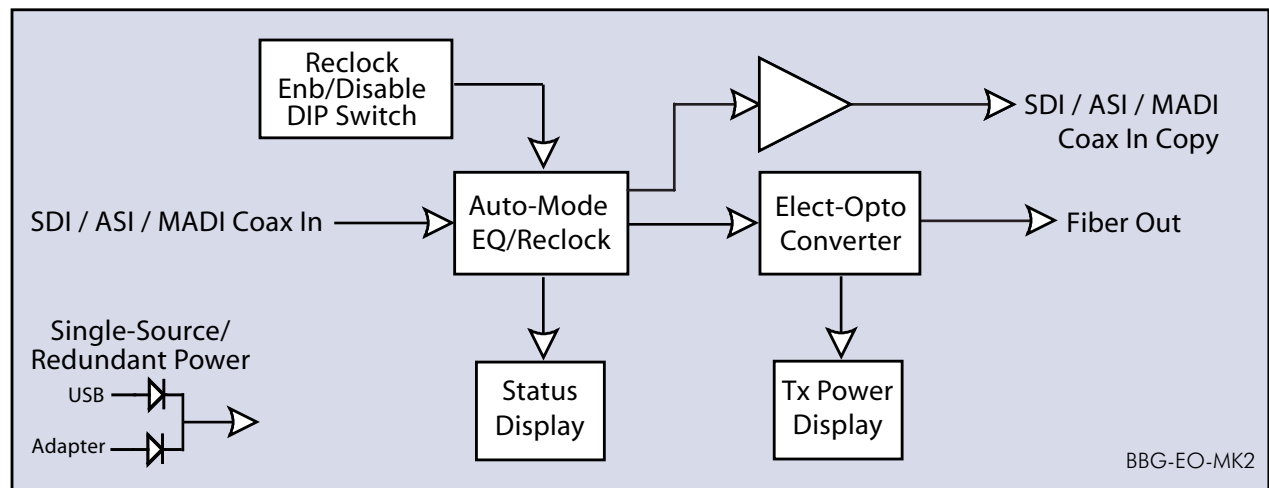 Reclock
Enb/Disable
DIP Switch
SDI / ASI / MADI
Coax In Copy
SDI / ASI / MADI Coax In
Auto-Mode
EQ/Reclock
Elect-Opto
Converter
Fiber Out
Single-Source/
Redundant Power
USB
Adapter
Status
Display
Tx Power
Display
BBG-EO-MK2